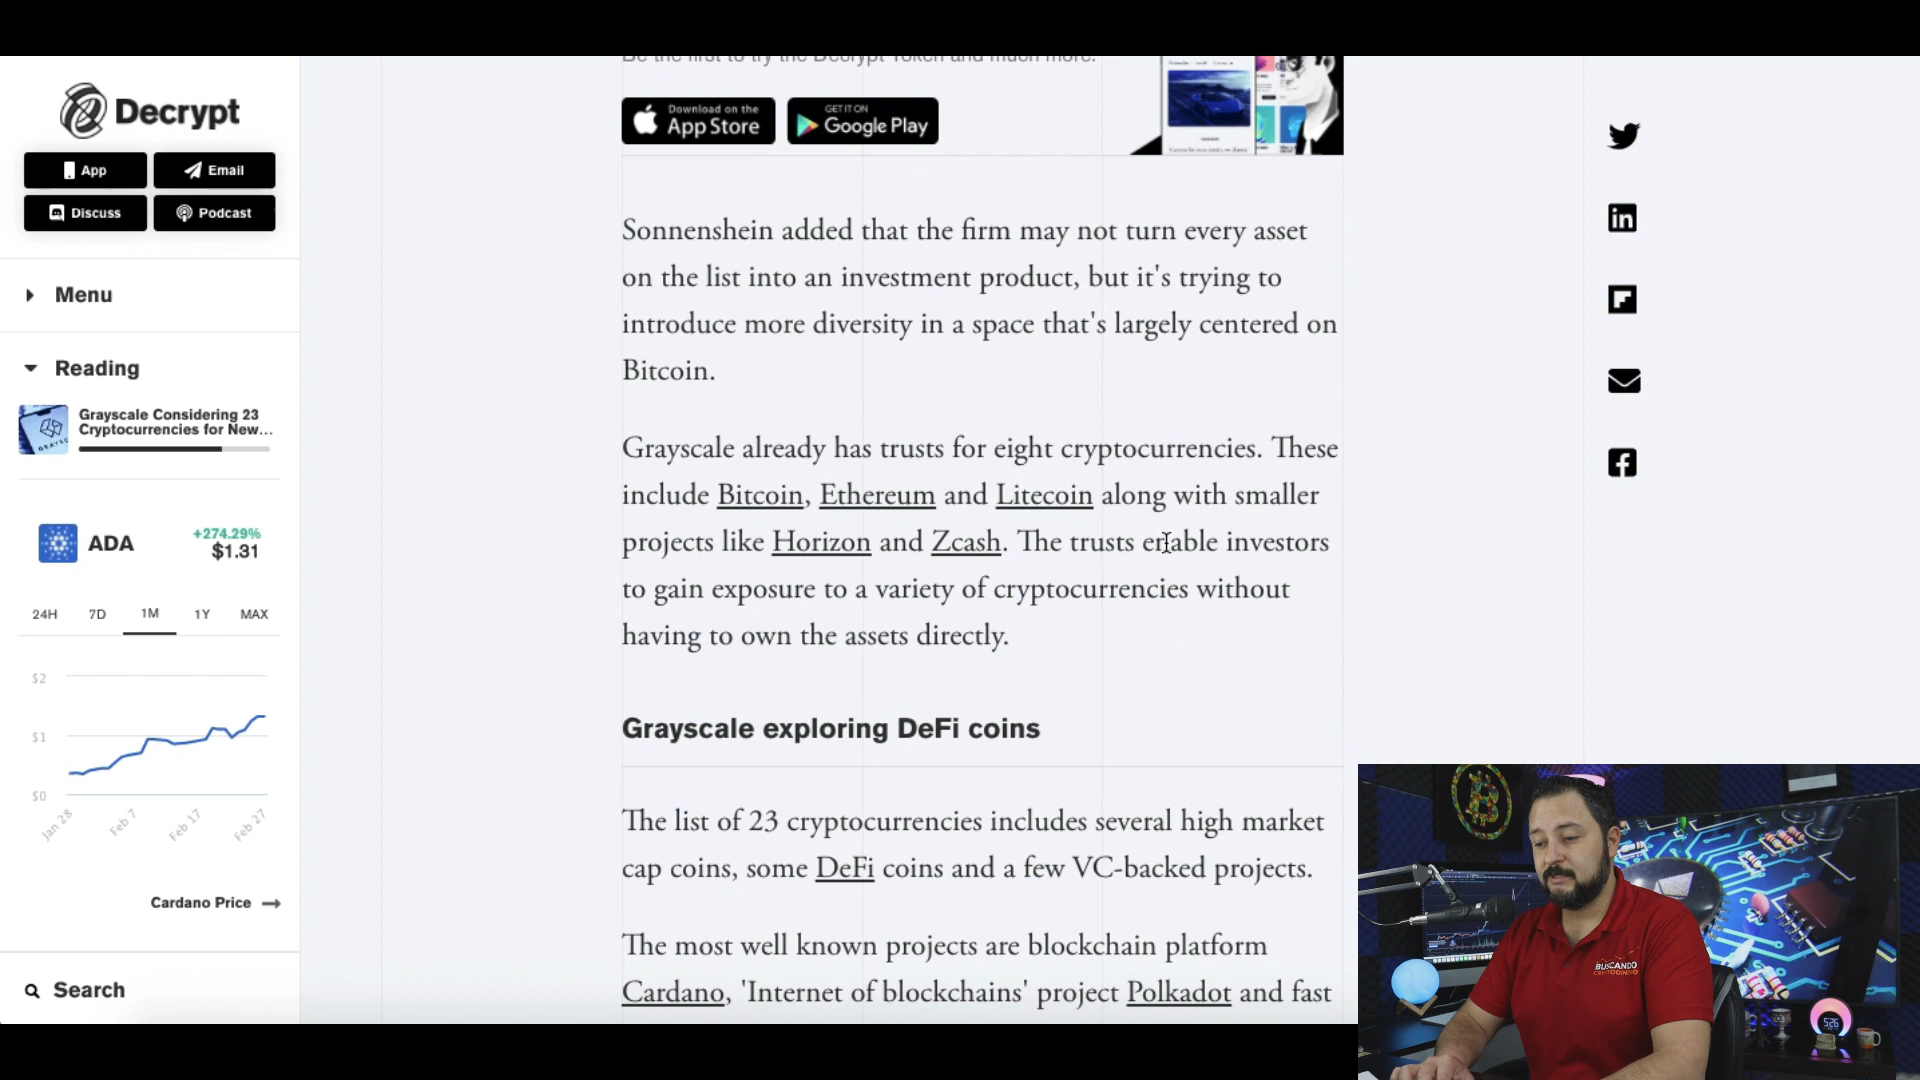 Decrypt
App
Email
Discuss
Podcast
Menu
Reading
Grayscale Considering 23
Cryptocurrencies for New...
ADA
+274.29%
$1.31
24H 7D 1M 1Y MAX
$2
$1
$0
Jan 28 Feb 7 Feb 17 Feb 27
Cardano Price
Search
Be the first to try the Decrypt Token and much more.
Download on the
App Store
GET IT ON
Google Play
Sonnenshein added that the firm may not turn every asset
on the list into an investment product, but it's trying to
introduce more diversity in a space that's largely centered on
Bitcoin.
Grayscale already has trusts for eight cryptocurrencies. These
include Bitcoin, Ethereum and Litecoin along with smaller
projects like Horizon and Zcash. The trusts enable investors
to gain exposure to a variety of cryptocurrencies without
having to own the assets directly.
Grayscale exploring DeFi coins
The list of 23 cryptocurrencies includes several high market
cap coins, some DeFi coins and a few VC-backed projects.
The most well known projects are blockchain platform
Cardano, 'Internet of blockchains' project Polkadot and fast
BUSCANDO
5:26